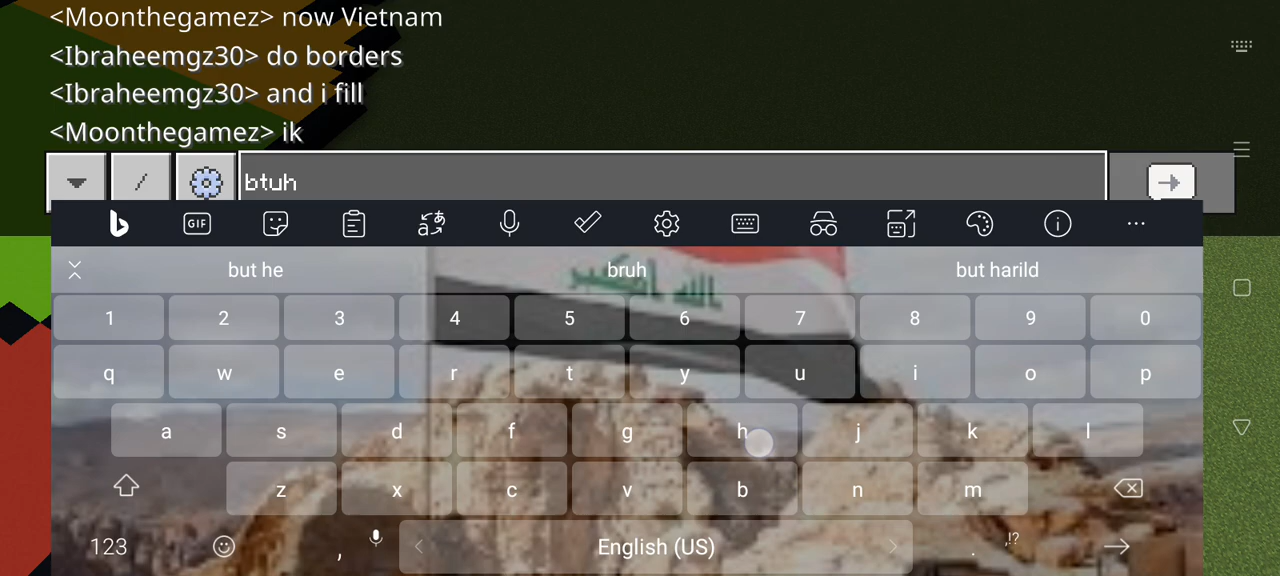 <Moonthegamez> now Vietnam
<Ibraheemgz30> do borders
<Ibraheemgz30> and i fill
<Moonthegamez> ik
/ btuh
GIF
but he bruh but harild
1 2 3 4 5 6 7 8 9 0
q w e r t y u i o p
a s d f g h j k l
z x c v b n m
123 , English (US) . ,!?